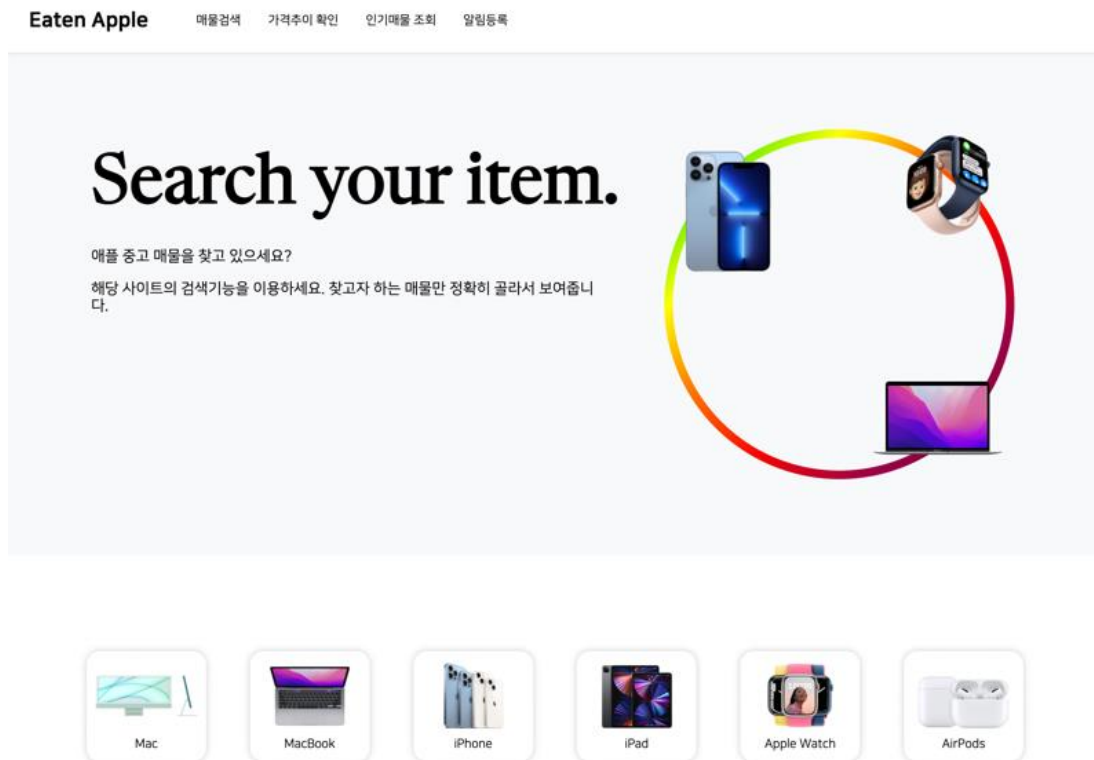 Eaten Apple 매물검색 가격추이 확인 인기매물 조회 알림등록
Search your item.
애플 중고 매물을 찾고 있으세요?
해당 사이트의 검색기능을 이용하세요. 찾고자 하는 매물만 정확히 골라서 보여줍니
다.
Mac MacBook iPhone iPad Apple Watch AirPods